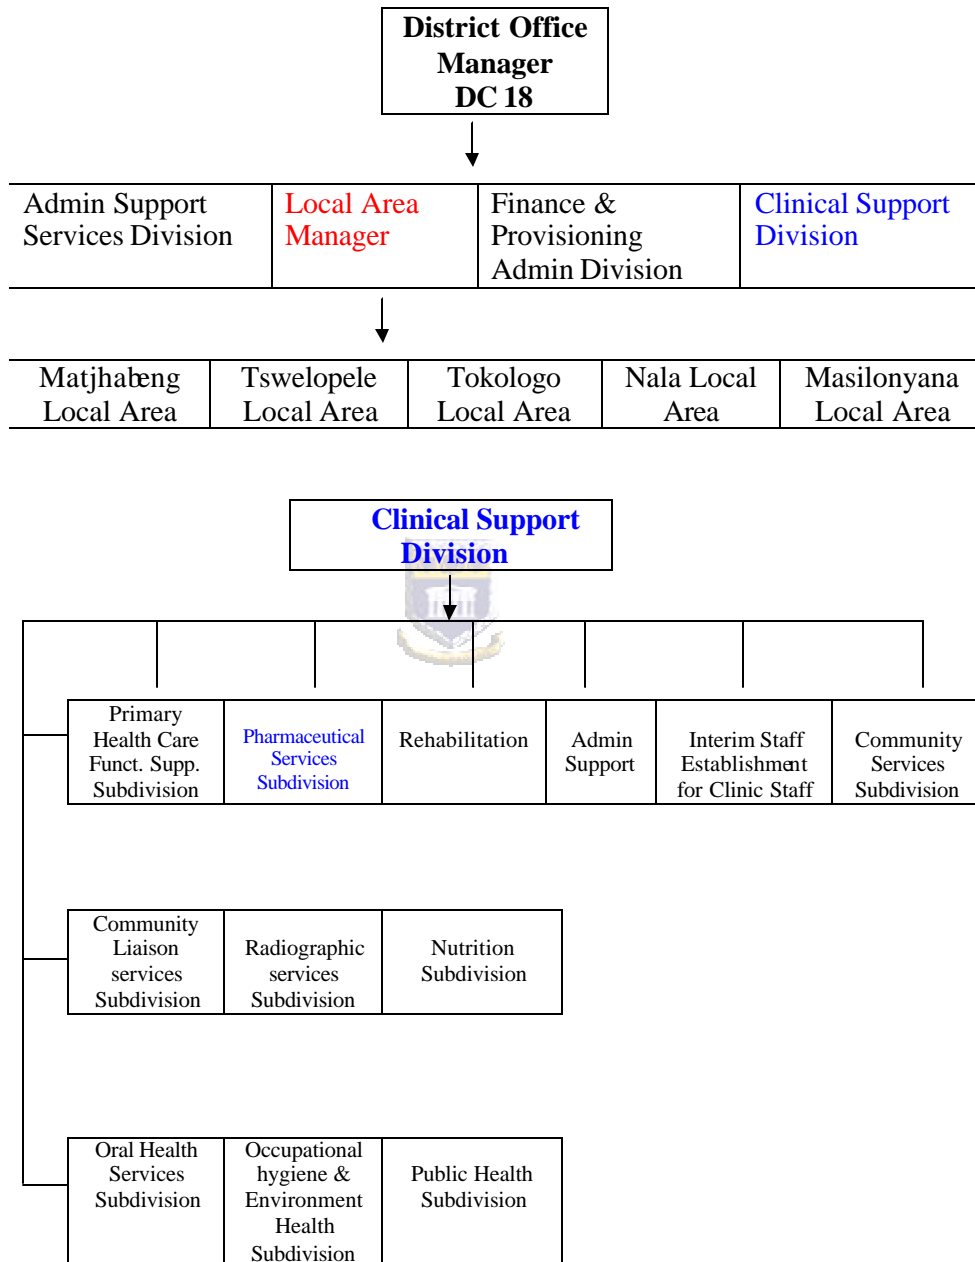 District Office
Manager
DC 18
Admin Support
Services Division
Local Area
Manager
Finance &
Provisioning
Admin Division
Clinical Support
Division
Matjhabeng
Local Area
Tswelopele
Local Area
Tokologo
Local Area
Nala Local
Area
Masilonyana
Local Area
Clinical Support
Division
Primary
Health Care
Funct. Supp.
Subdivision
Pharmaceutical
Services
Subdivision
Rehabilitation
Admin
Support
Interim Staff
Establishment
for Clinic Staff
Community
Services
Subdivision
Community
Liaison
services
Subdivision
Radiographic
services
Subdivision
Nutrition
Subdivision
Oral Health
Services
Subdivision
Occupational
hygiene &
Environment
Health
Subdivision
Public Health
Subdivision